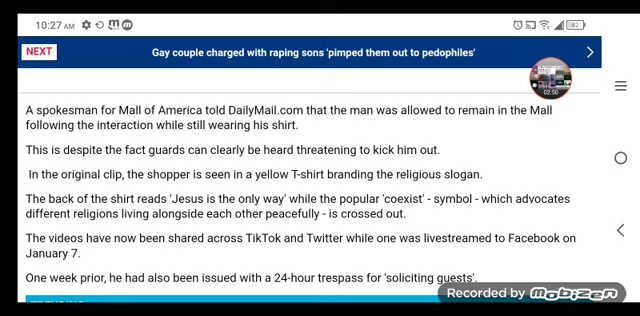 10:27 AM
82
NEXT
Gay couple charged with raping sons 'pimped them out to pedophiles'
02:50
A spokesman for Mall of America told DailyMail.com that the man was allowed to remain in the Mall
following the interaction while still wearing his shirt.
This is despite the fact guards can clearly be heard threatening to kick him out.
In the original clip, the shopper is seen in a yellow T-shirt branding the religious slogan.
The back of the shirt reads 'Jesus is the only way' while the popular 'coexist' - symbol - which advocates
different religions living alongside each other peacefully - is crossed out.
The videos have now been shared across TikTok and Twitter while one was livestreamed to Facebook on
January 7.
One week prior, he had also been issued with a 24-hour trespass for 'soliciting guests'.
Recorded by mobizen
TRENDING